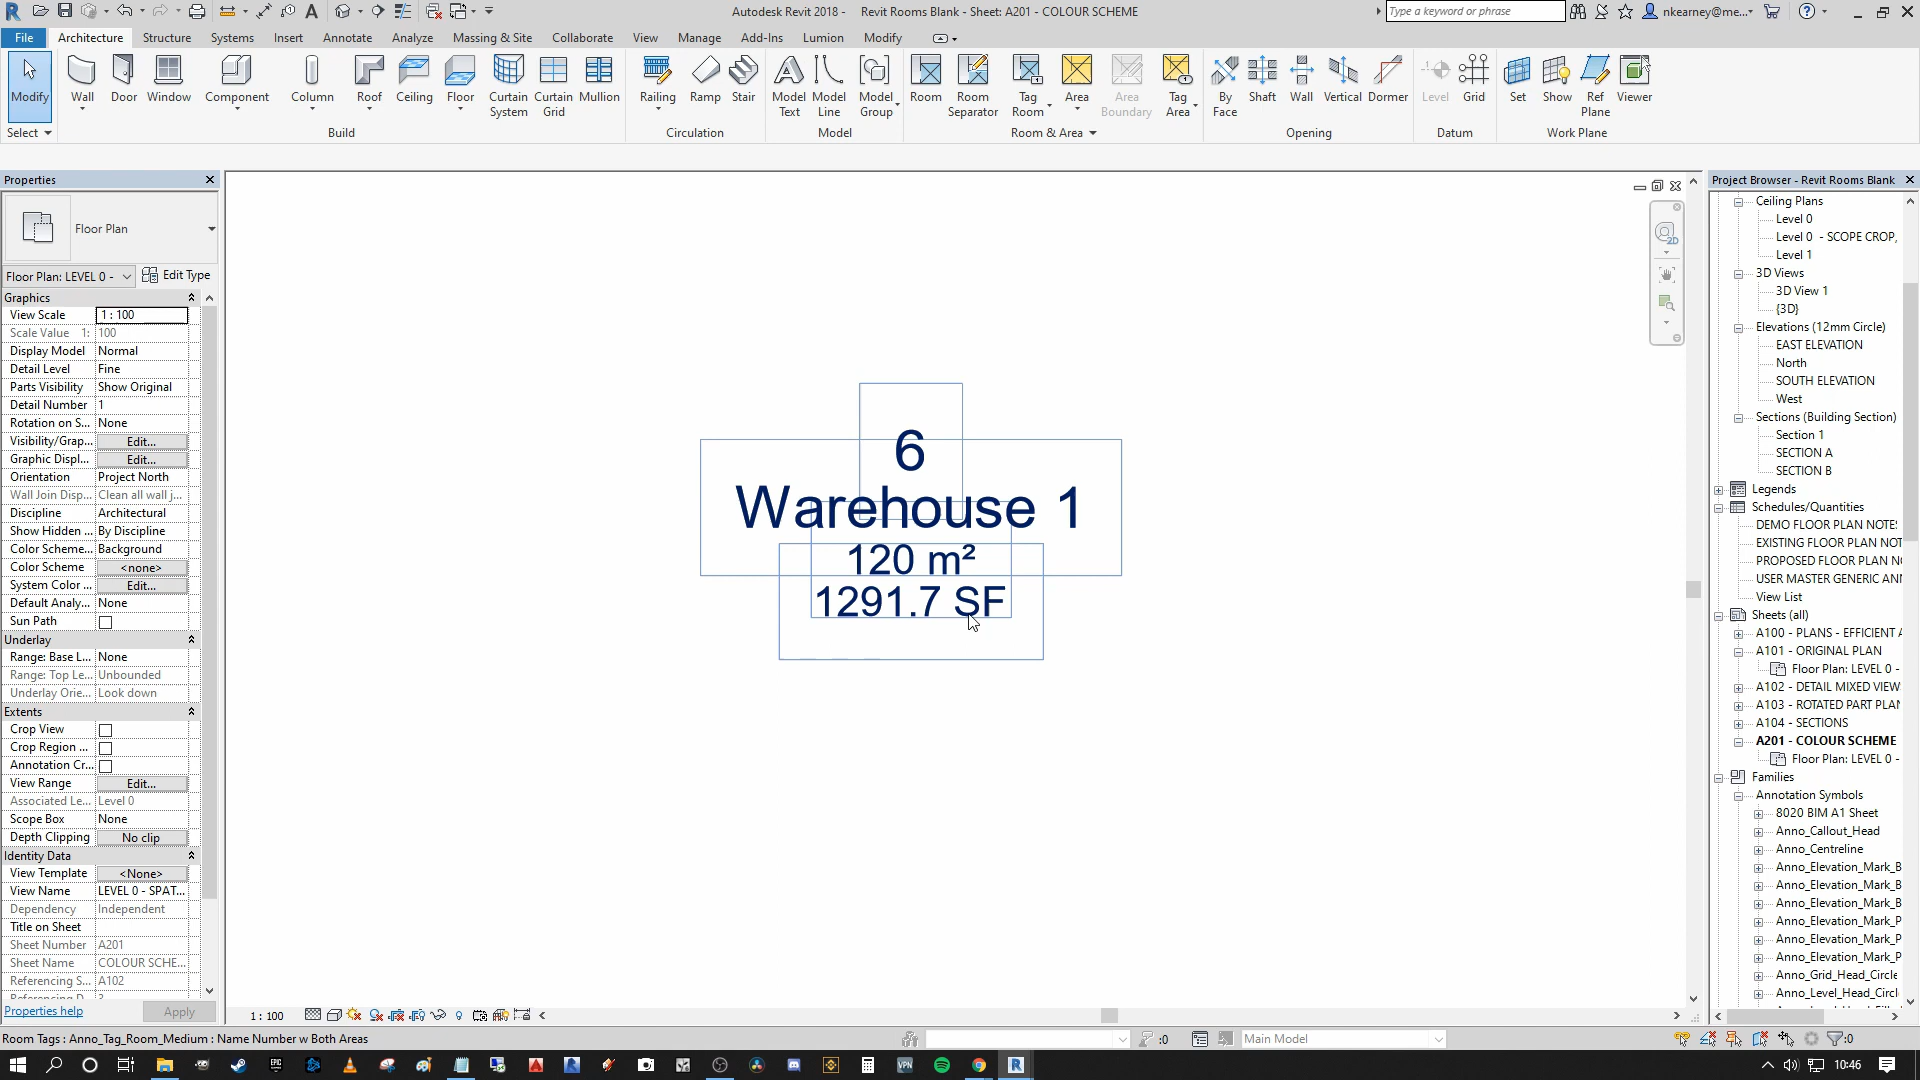 Autodesk Revit 2018 -    Revit Rooms Blank - Sheet: A201 - COLOUR SCHEME
Type a keyword or phrase
nkearney@me...
File Architecture Structure Systems Insert Annotate Analyze Massing & Site Collaborate View Manage Add-Ins Lumion Modify
Modify Wall Door Window Component Column Roof Ceiling Floor Curtain System Curtain Grid Mullion Railing Ramp Stair Model Text Model Line Model Group Room Room Separator Tag Room Area Area Boundary Tag Area By Face Shaft Wall Vertical Dormer Level Grid Set Show Ref Plane Viewer
Select Build Circulation Model Room & Area Opening Datum Work Plane
Properties
Floor Plan
Floor Plan: LEVEL 0 - Edit Type
Graphics
View Scale 1 : 100
Scale Value 1: 100
Display Model Normal
Detail Level Fine
Parts Visibility Show Original
Detail Number 1
Rotation on S... None
Visibility/Grap... Edit...
Graphic Displ... Edit...
Orientation Project North
Wall Join Disp... Clean all wall j...
Discipline Architectural
Show Hidden ... By Discipline
Color Scheme... Background
Color Scheme <none>
System Color ... Edit...
Default Analy... None
Sun Path
Underlay
Range: Base L... None
Range: Top Le... Unbounded
Underlay Orie... Look down
Extents
Crop View
Crop Region ...
Annotation Cr...
View Range Edit...
Associated Le... Level 0
Scope Box None
Depth Clipping No clip
Identity Data
View Template <None>
View Name LEVEL 0 - SPAT...
Dependency Independent
Title on Sheet
Sheet Number A201
Sheet Name COLOUR SCHE...
Referencing S... A102
Properties help Apply
6
Warehouse 1
120 m²
1291.7 SF
2D
1 : 100
Project Browser - Revit Rooms Blank
Ceiling Plans
Level 0
Level 0 - SCOPE CROP,
Level 1
3D Views
3D View 1
{3D}
Elevations (12mm Circle)
EAST ELEVATION
North
SOUTH ELEVATION
West
Sections (Building Section)
Section 1
SECTION A
SECTION B
Legends
Schedules/Quantities
DEMO FLOOR PLAN NOTE
EXISTING FLOOR PLAN NOT
PROPOSED FLOOR PLAN N
USER MASTER GENERIC AN
View List
Sheets (all)
A100 - PLANS - EFFICIENT
A101 - ORIGINAL PLAN
Floor Plan: LEVEL 0 -
A102 - DETAIL MIXED VIEW
A103 - ROTATED PART PLA
A104 - SECTIONS
A201 - COLOUR SCHEME
Floor Plan: LEVEL 0 -
Families
Annotation Symbols
8020 BIM A1 Sheet
Anno_Callout_Head
Anno_Centreline
Anno_Elevation_Mark_B
Anno_Elevation_Mark_B
Anno_Elevation_Mark_B
Anno_Elevation_Mark_P
Anno_Elevation_Mark_P
Anno_Elevation_Mark_P
Anno_Grid_Head_Circle
Anno_Level_Head_Circl
Room Tags : Anno_Tag_Room_Medium : Name Number w Both Areas
:0
Main Model
:0
EPIC
VPN
10:46